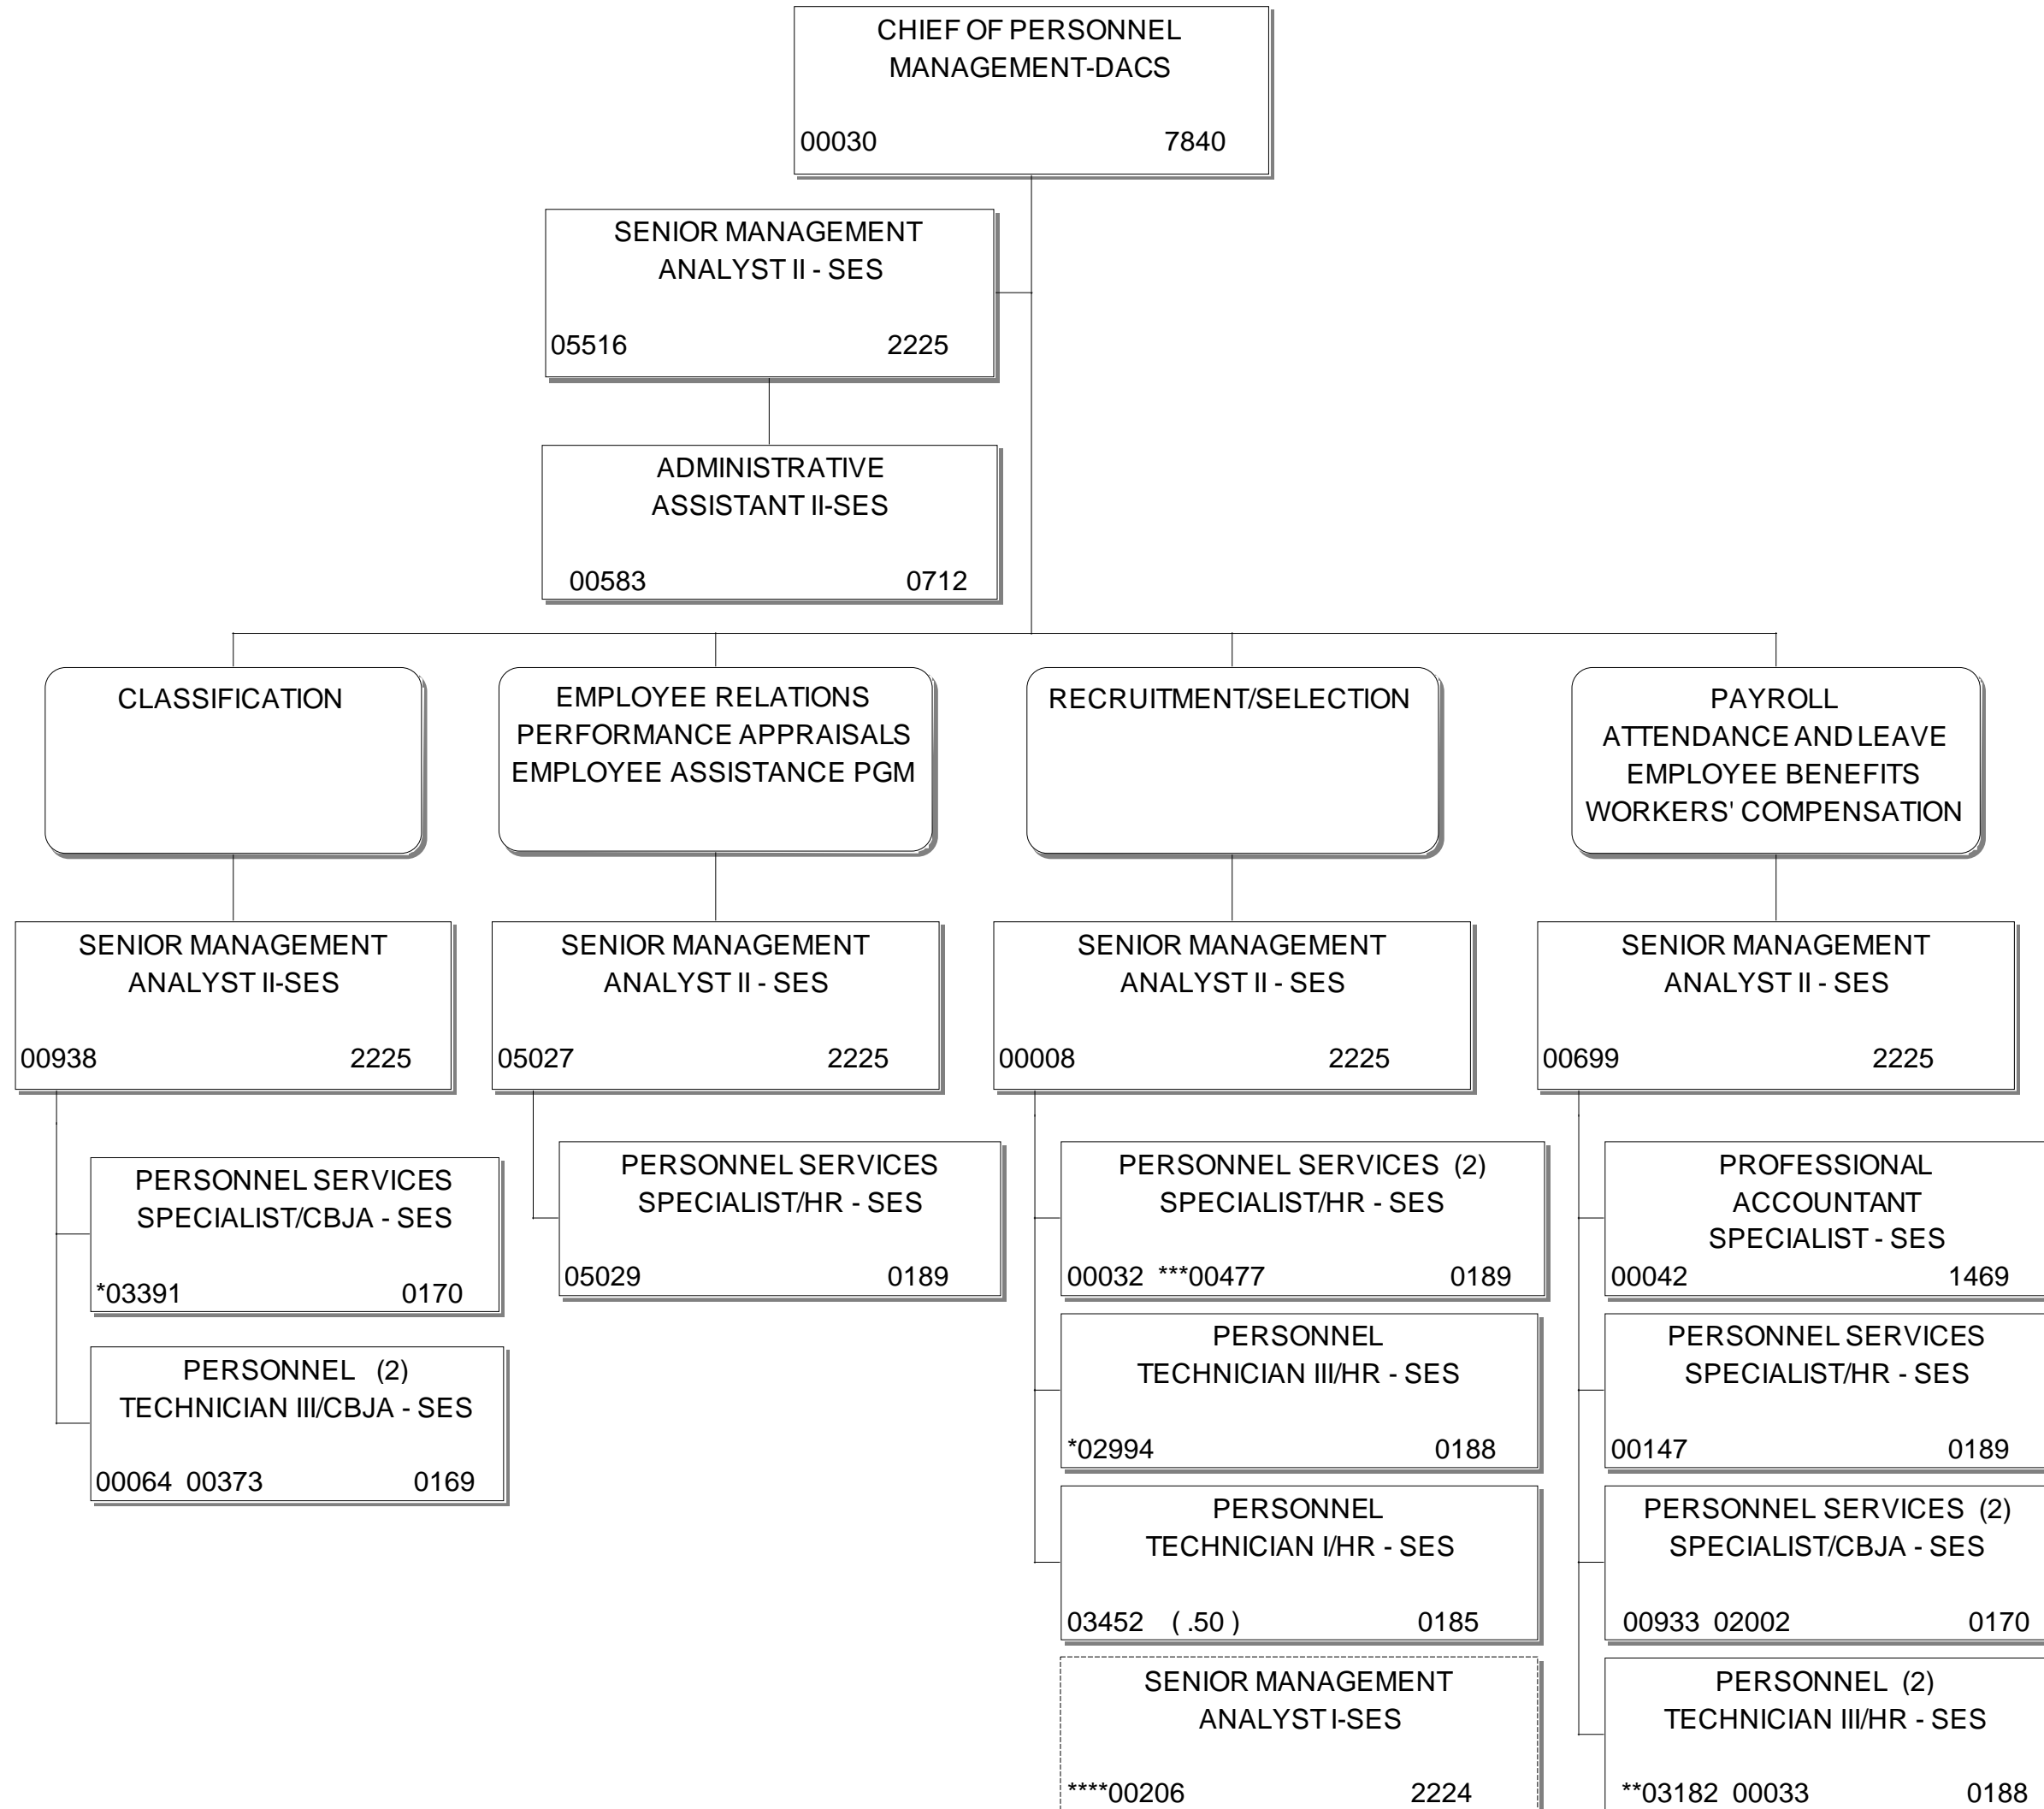 CHIEF OF PERSONNEL
MANAGEMENT-DACS
00030 7840
SENIOR MANAGEMENT
ANALYST II - SES
05516 2225
ADMINISTRATIVE
ASSISTANT II-SES
00583 0712
CLASSIFICATION
EMPLOYEE RELATIONS
PERFORMANCE APPRAISALS
EMPLOYEE ASSISTANCE PGM
RECRUITMENT/SELECTION
PAYROLL
ATTENDANCE AND LEAVE
EMPLOYEE BENEFITS
WORKERS' COMPENSATION
SENIOR MANAGEMENT
ANALYST II-SES
00938 2225
SENIOR MANAGEMENT
ANALYST II - SES
05027 2225
SENIOR MANAGEMENT
ANALYST II - SES
00008 2225
SENIOR MANAGEMENT
ANALYST II - SES
00699 2225
PERSONNEL SERVICES
SPECIALIST/CBJA - SES
*03391 0170
PERSONNEL (2)
TECHNICIAN III/CBJA - SES
00064 00373 0169
PERSONNEL SERVICES
SPECIALIST/HR - SES
05029 0189
PERSONNEL SERVICES (2)
SPECIALIST/HR - SES
00032 ***00477 0189
PERSONNEL
TECHNICIAN III/HR - SES
*02994 0188
PERSONNEL
TECHNICIAN I/HR - SES
03452 ( .50 ) 0185
SENIOR MANAGEMENT
ANALYST I-SES
****00206 2224
PROFESSIONAL
ACCOUNTANT
SPECIALIST - SES
00042 1469
PERSONNEL SERVICES
SPECIALIST/HR - SES
00147 0189
PERSONNEL SERVICES (2)
SPECIALIST/CBJA - SES
00933 02002 0170
PERSONNEL (2)
TECHNICIAN III/HR - SES
**03182 00033 0188